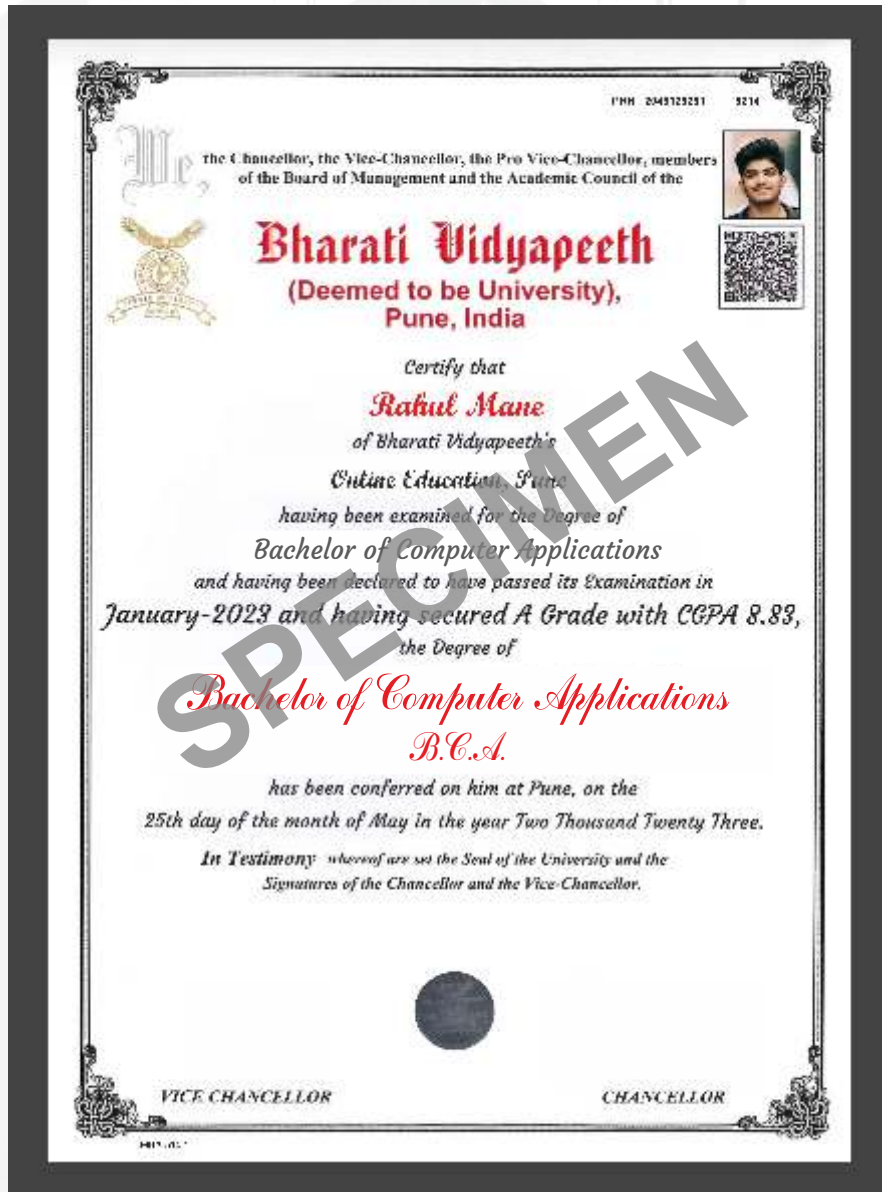 the Chancellor, the Vice-Chancellor, the Pro Vice-Chancellor, members
We, of the Board of Management and the Academic Council of the
Bharati Vidyapeeth
(Deemed to be University),
Pune, India
Certify that
Rahul Mane
of Bharati Vidyapeeth's
Online Education, Pune
having been examined for the Degree of
Bachelor of Computer Applications
and having been declared to have passed its Examination in
January-2023 and having secured A Grade with CGPA 8.83,
the Degree of
Bachelor of Computer Applications
B.C.A.
has been conferred on him at Pune, on the
25th day of the month of May in the year Two Thousand Twenty Three.
In Testimony whereof are set the Seal of the University and the
Signatures of the Chancellor and the Vice-Chancellor.
VICE CHANCELLOR
CHANCELLOR
SPECIMEN